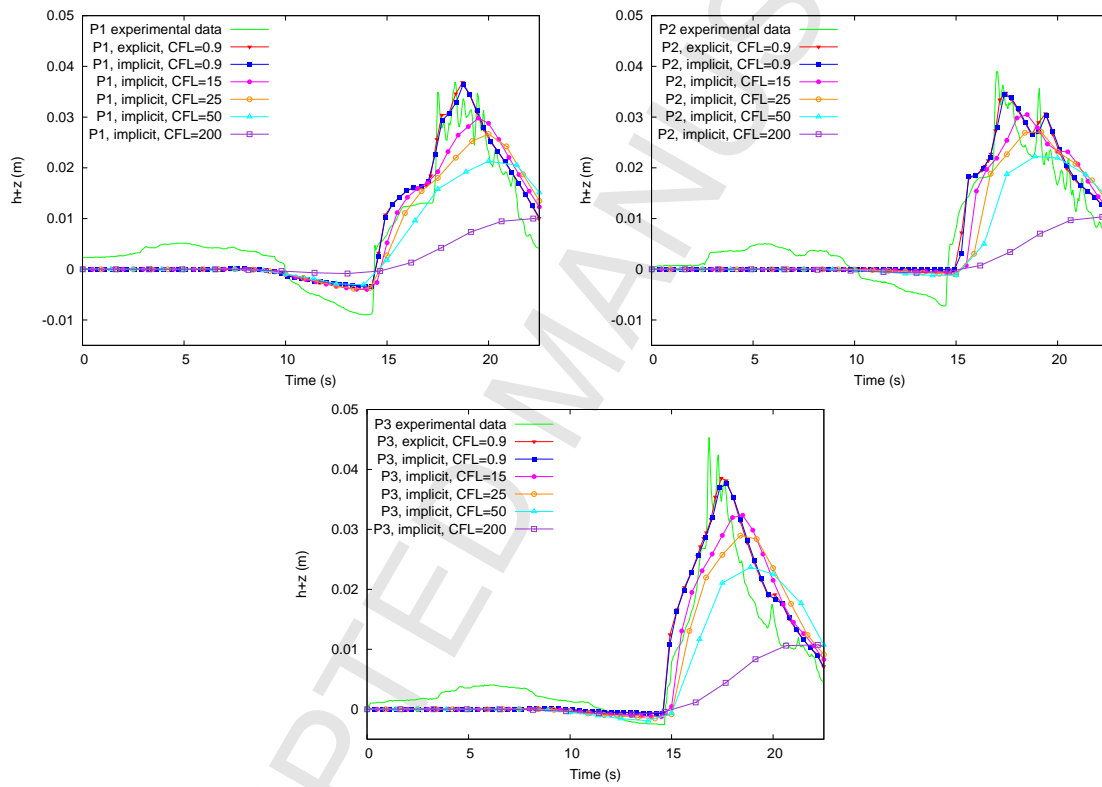 P1 experimental data
P1, explicit, CFL=0.9
P1, implicit, CFL=0.9
P1, implicit, CFL=15
P1, implicit, CFL=25
P1, implicit, CFL=50
P1, implicit, CFL=200
0.05
0.04
0.03
0.02
0.01
0
-0.01
h+z (m)
0 5 10 15 20
Time (s)
P2 experimental data
P2, explicit, CFL=0.9
P2, implicit, CFL=0.9
P2, implicit, CFL=15
P2, implicit, CFL=25
P2, implicit, CFL=50
P2, implicit, CFL=200
0.05
0.04
0.03
0.02
0.01
0
-0.01
h+z (m)
0 5 10 15 20
Time (s)
P3 experimental data
P3, explicit, CFL=0.9
P3, implicit, CFL=0.9
P3, implicit, CFL=15
P3, implicit, CFL=25
P3, implicit, CFL=50
P3, implicit, CFL=200
0.05
0.04
0.03
0.02
0.01
0
-0.01
h+z (m)
0 5 10 15 20
Time (s)
PTED MANUS